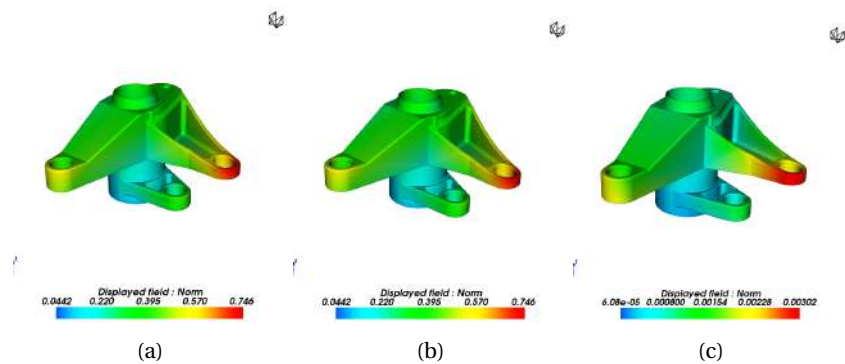 Displayed field : Norm
0.0442 0.220 0.395 0.570 0.746
Displayed field : Norm
0.0442 0.220 0.395 0.570 0.746
Displayed field : Norm
6.08e-05 0.000800 0.00154 0.00228 0.00302
(a)
(b)
(c)